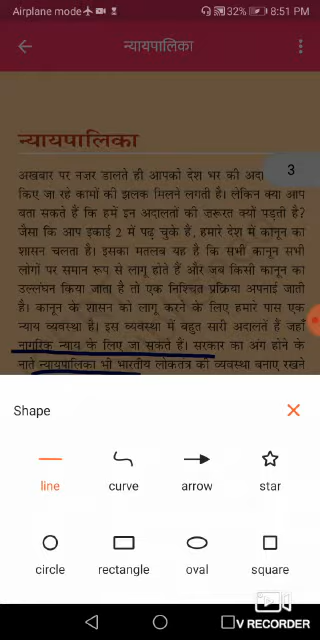 Airplane mode 32% 8:51 PM
न्यायपालिका
न्यायपालिका
3
अखबार पर नज़र डालते ही आपको देश भर की अदा
किए जा रहे कामों की झलक मिलने लगती है। लेकिन क्या आप
बता सकते हैं कि हमें इन अदालतों की ज़रूरत क्यों पड़ती है?
जैसा कि आप इकाई 2 में पढ़ चुके हैं, हमारे देश में कानून का
शासन चलता है। इसका मतलब यह है कि सभी कानून सभी
लोगों पर समान रूप से लागू होते हैं और जब किसी कानून का
उल्लंघन किया जाता है तो एक निश्चित प्रक्रिया अपनाई जाती
है। कानून के शासन को लागू करने के लिए हमारे पास एक
न्याय व्यवस्था है। इस व्यवस्था में बहुत सारी अदालतें हैं जहाँ
नागरिक न्याय के लिए जा सकते हैं। सरकार का अंग होने के
नाते न्यायपालिका भी भारतीय लोकतंत्र की व्यवस्था बनाए रखने
Shape
line curve arrow star
circle rectangle oval square
V RECORDER